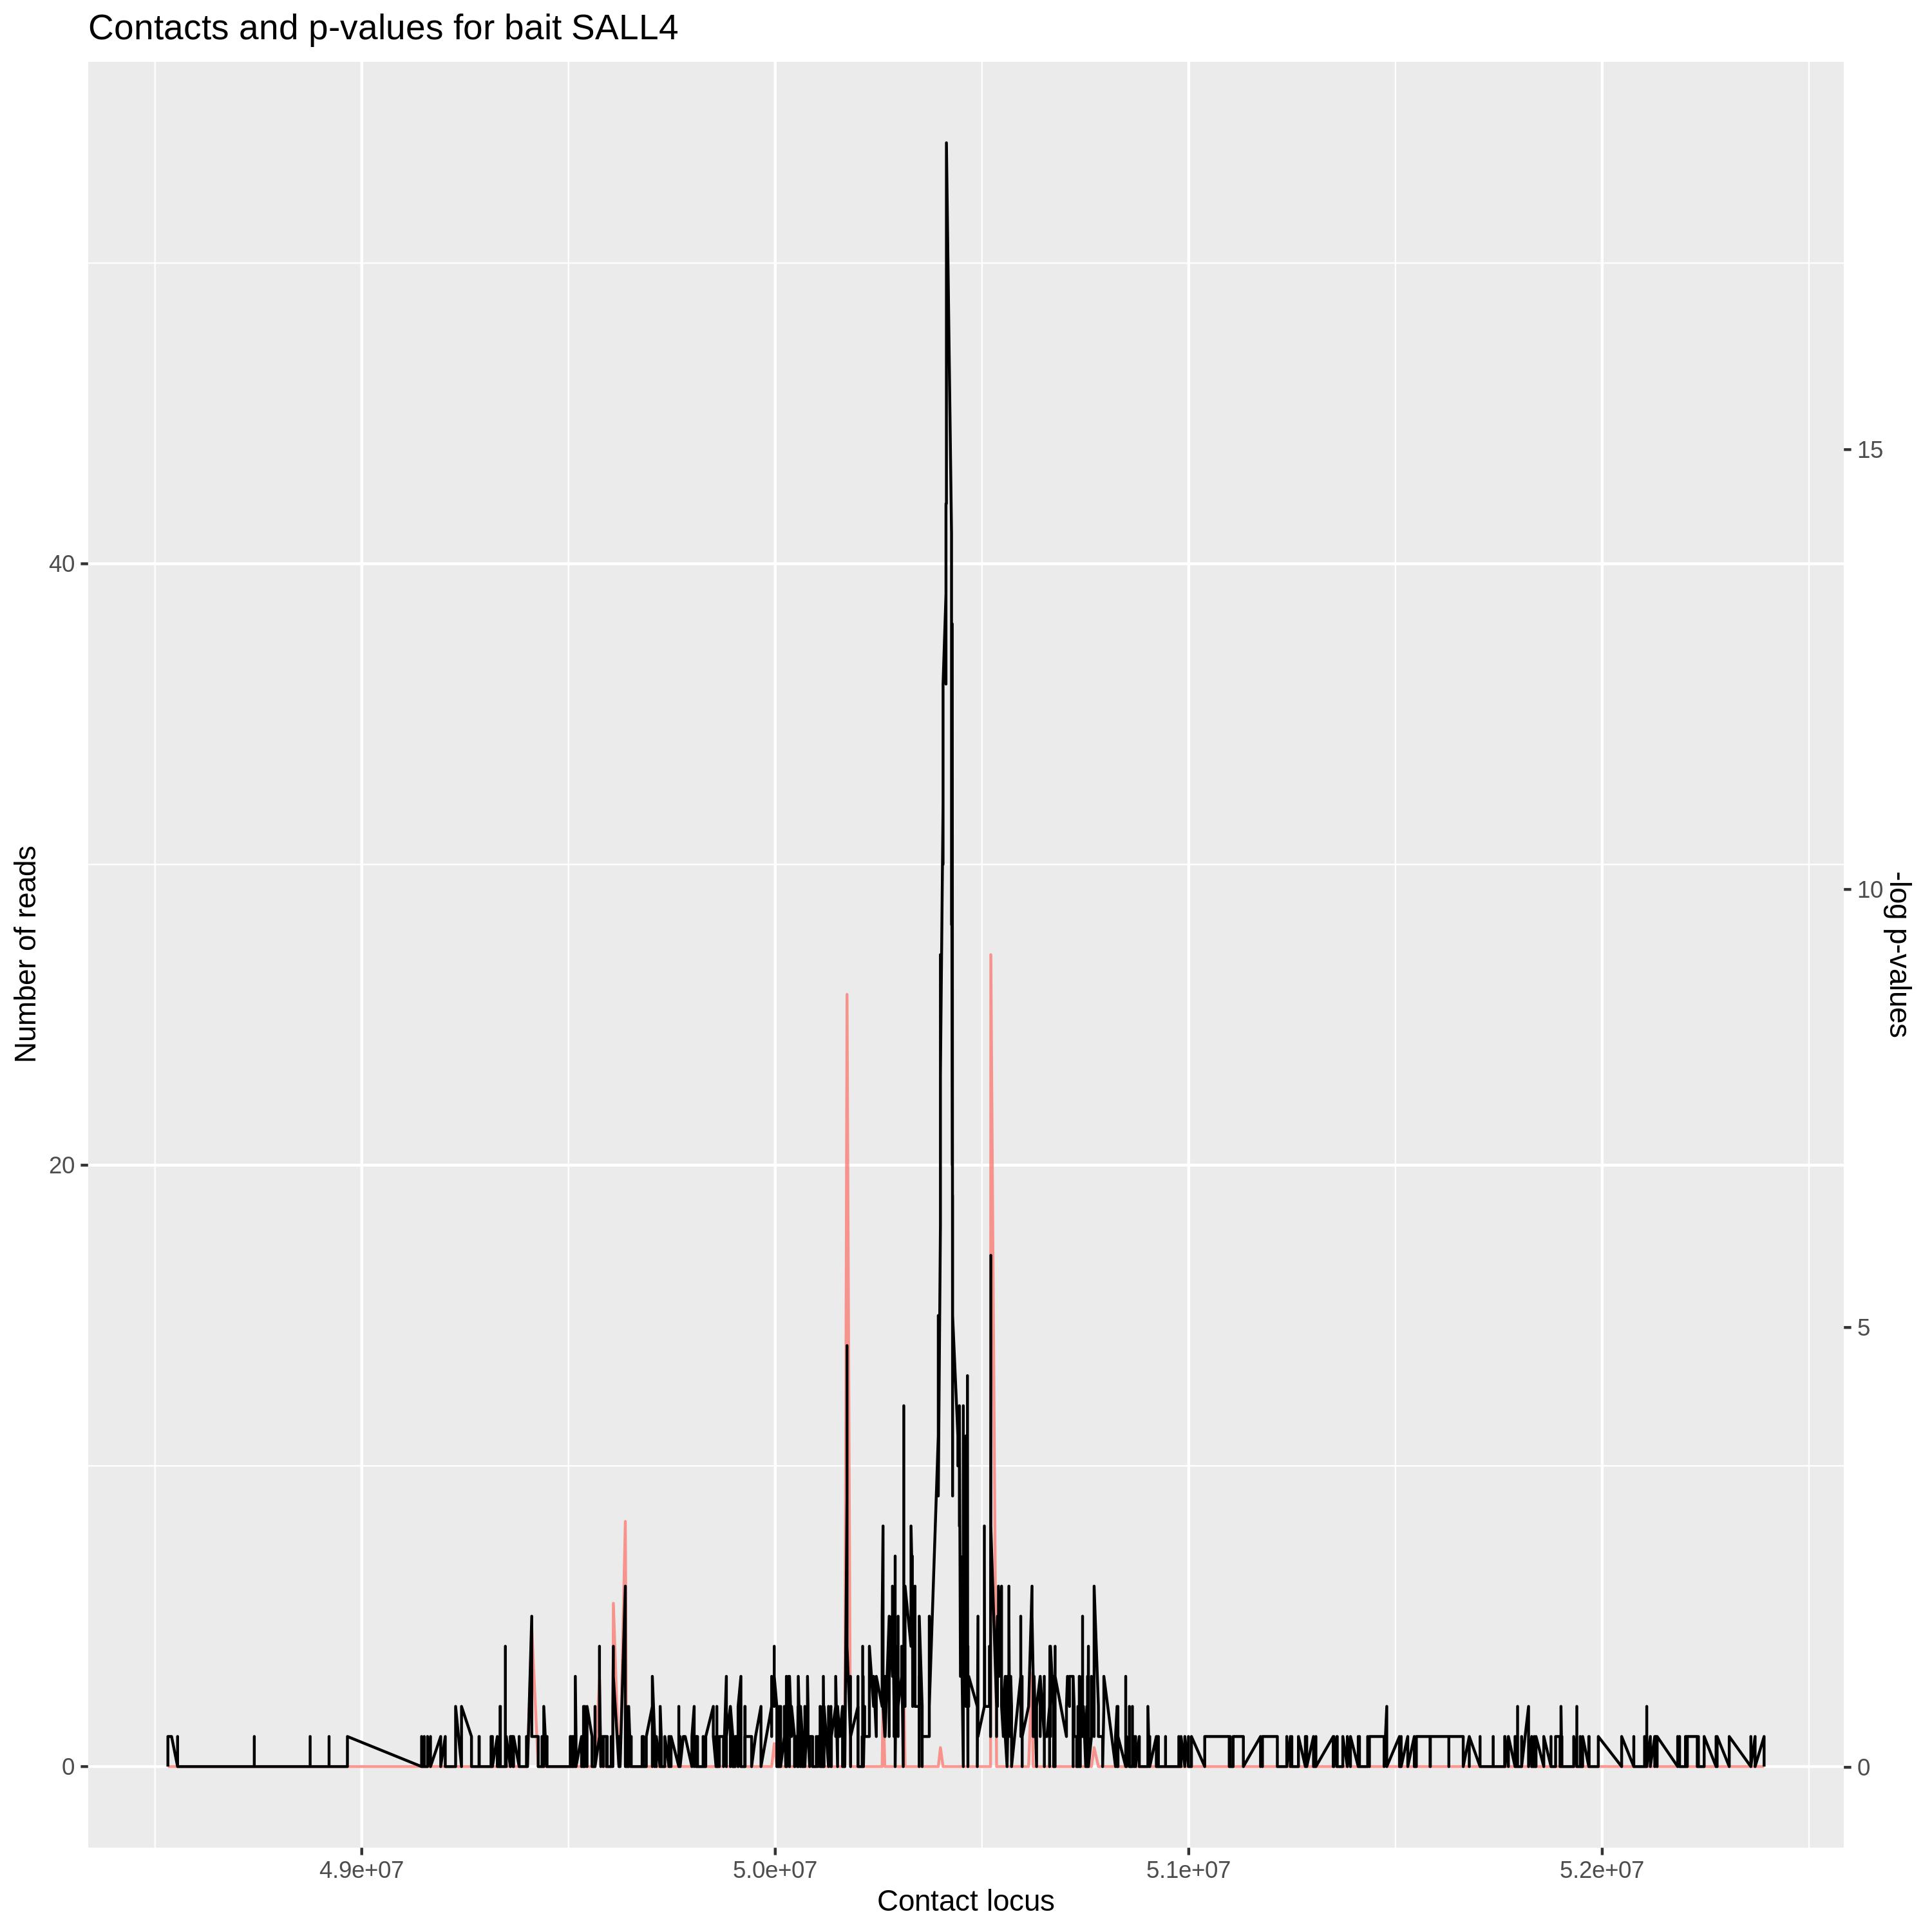 Contacts and p-values for bait SALL4
Number of reads
40
20
0
15
10
5
0
-log p-values
4.9e+07 5.0e+07 5.1e+07 5.2e+07
Contact locus